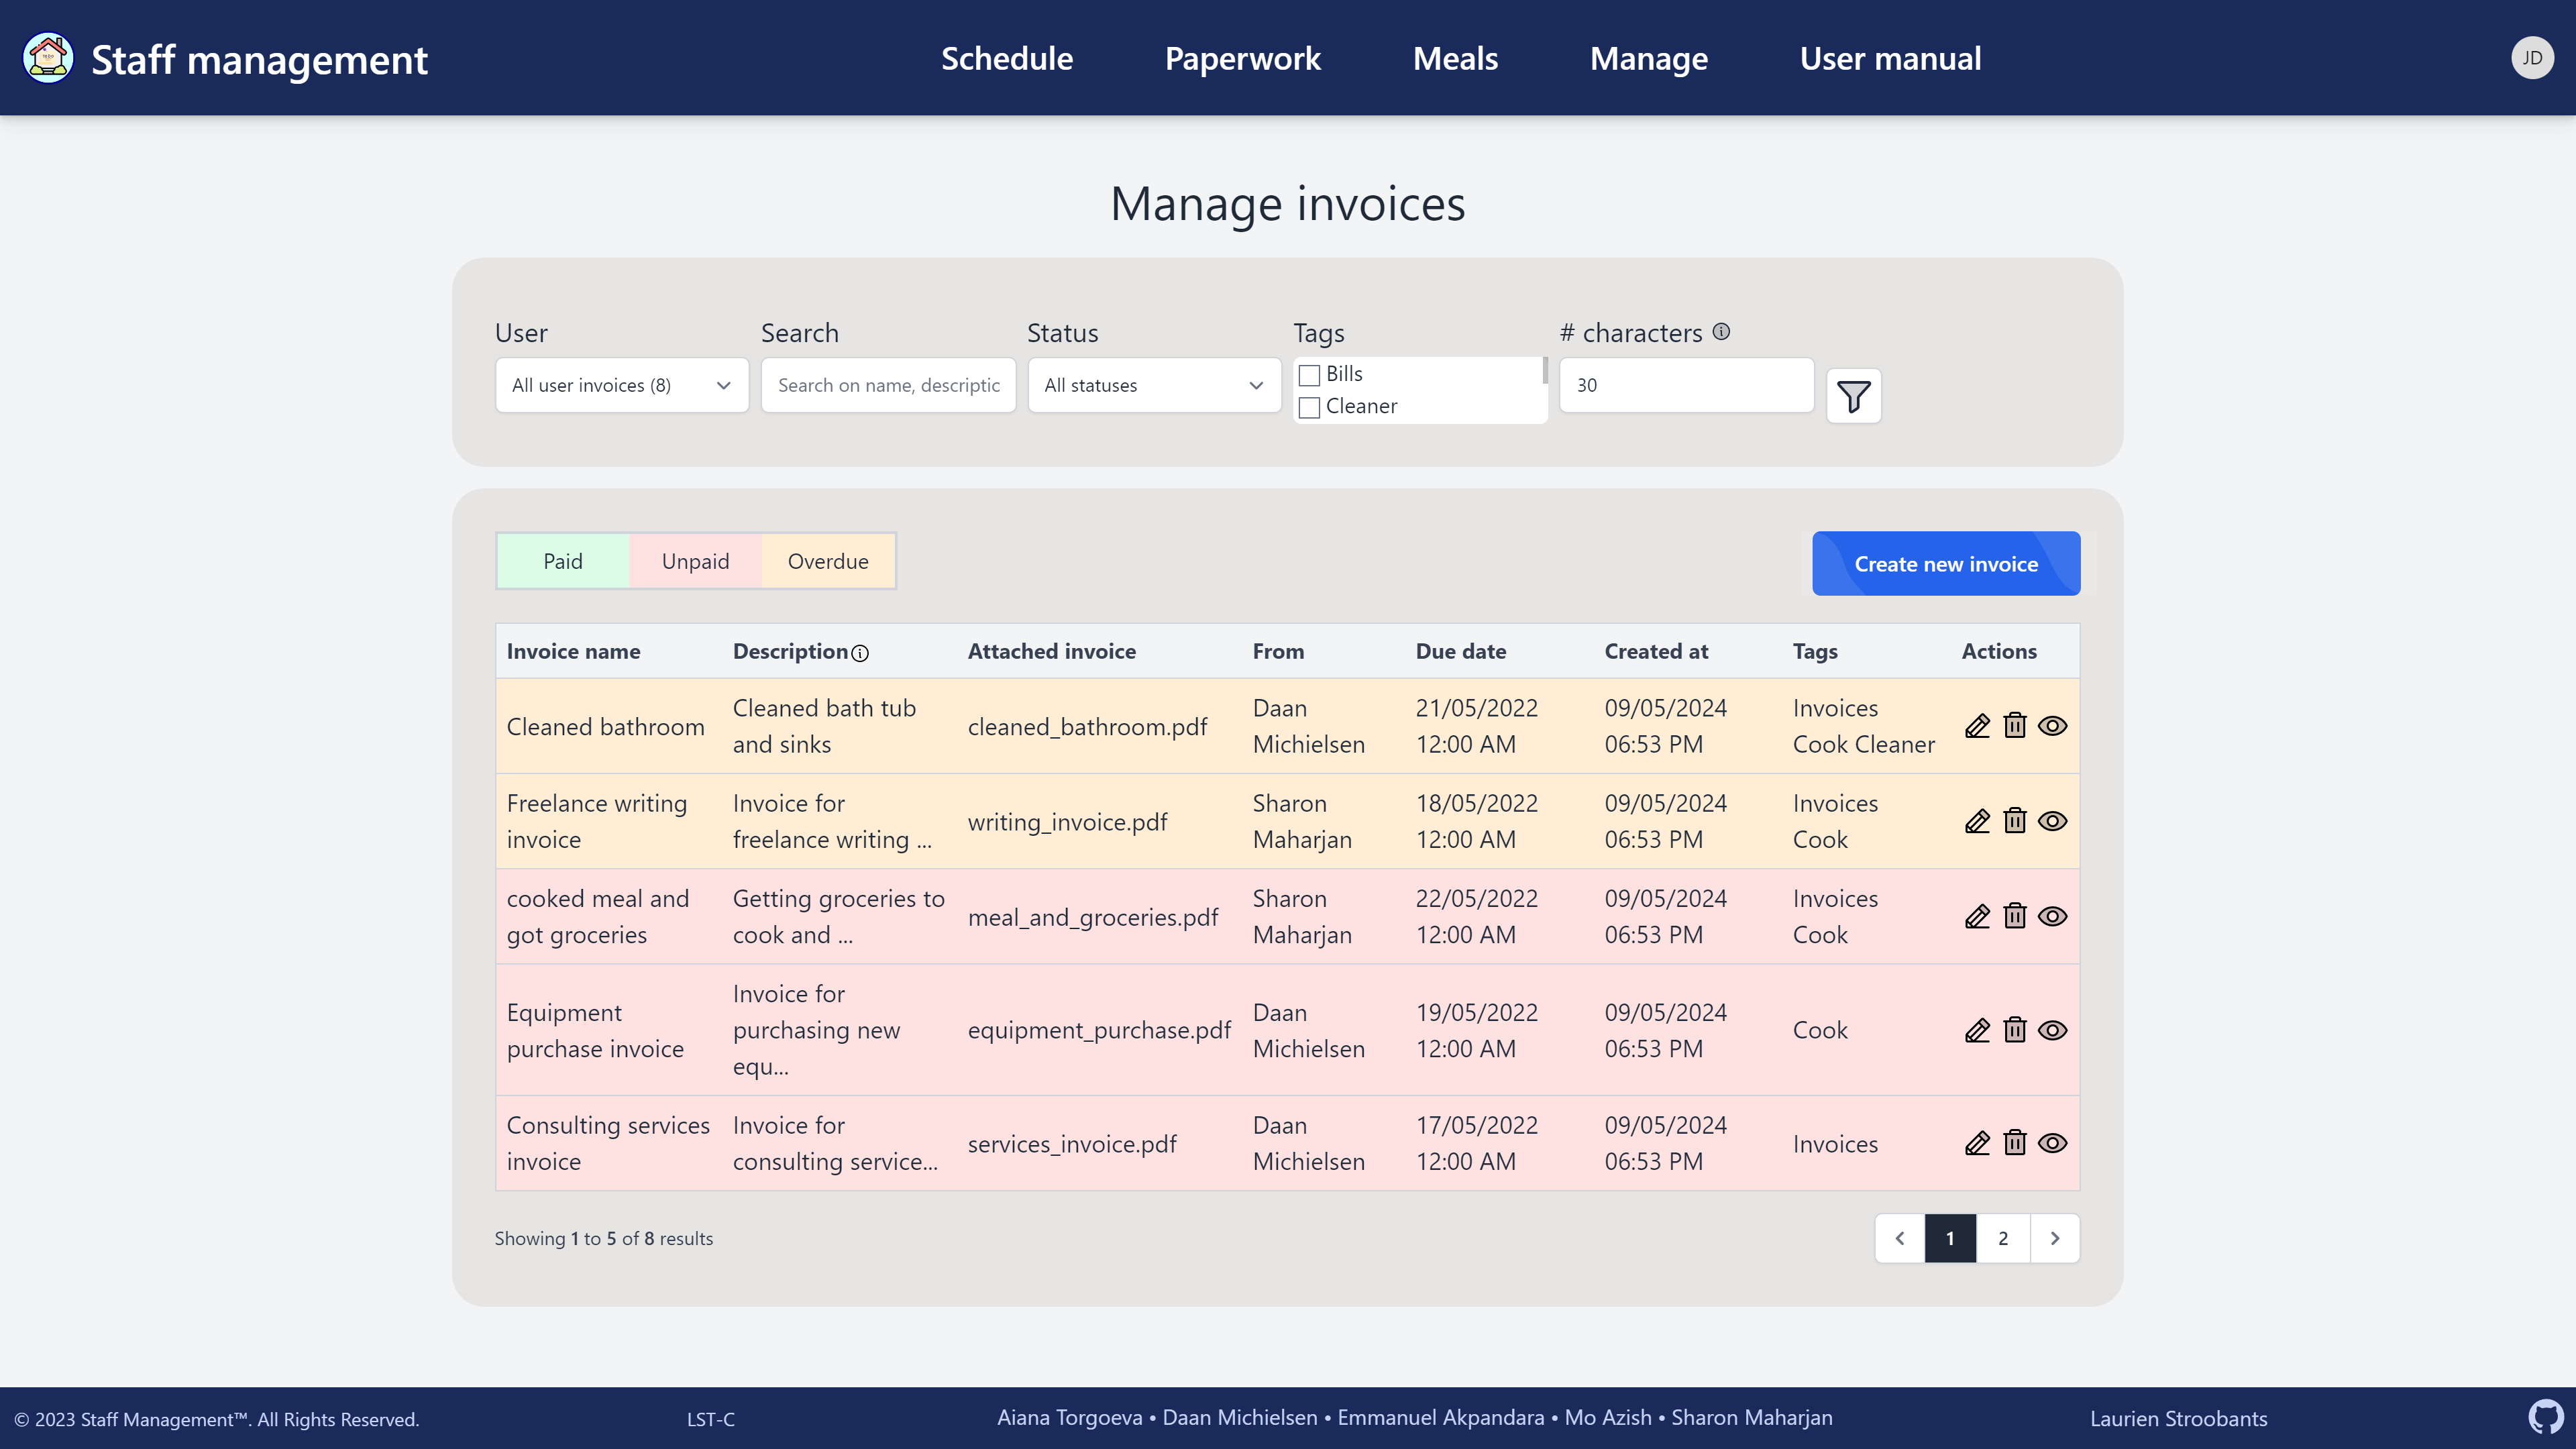 Staff management
Schedule
Paperwork
Meals
Manage
User manual
JD
Manage invoices
User
Search
Status
Tags
# characters
All user invoices (8)
Search on name, descriptic
All statuses
Bills
Cleaner
30
Paid
Unpaid
Overdue
Create new invoice
Invoice name
Description
Attached invoice
From
Due date
Created at
Tags
Actions
Cleaned bathroom
Cleaned bath tub
and sinks
cleaned_bathroom.pdf
Daan
Michielsen
21/05/2022
12:00 AM
09/05/2024
06:53 PM
Invoices
Cook Cleaner
Freelance writing
invoice
Invoice for
freelance writing ...
writing_invoice.pdf
Sharon
Maharjan
18/05/2022
12:00 AM
09/05/2024
06:53 PM
Invoices
Cook
cooked meal and
got groceries
Getting groceries to
cook and ...
meal_and_groceries.pdf
Sharon
Maharjan
22/05/2022
12:00 AM
09/05/2024
06:53 PM
Invoices
Cook
Equipment
purchase invoice
Invoice for
purchasing new
equ...
equipment_purchase.pdf
Daan
Michielsen
19/05/2022
12:00 AM
09/05/2024
06:53 PM
Cook
Consulting services
invoice
Invoice for
consulting service...
services_invoice.pdf
Daan
Michielsen
17/05/2022
12:00 AM
09/05/2024
06:53 PM
Invoices
Showing 1 to 5 of 8 results
1
2
© 2023 Staff Management™. All Rights Reserved.
LST-C
Aiana Torgoeva • Daan Michielsen • Emmanuel Akpandara • Mo Azish • Sharon Maharjan
Laurien Stroobants